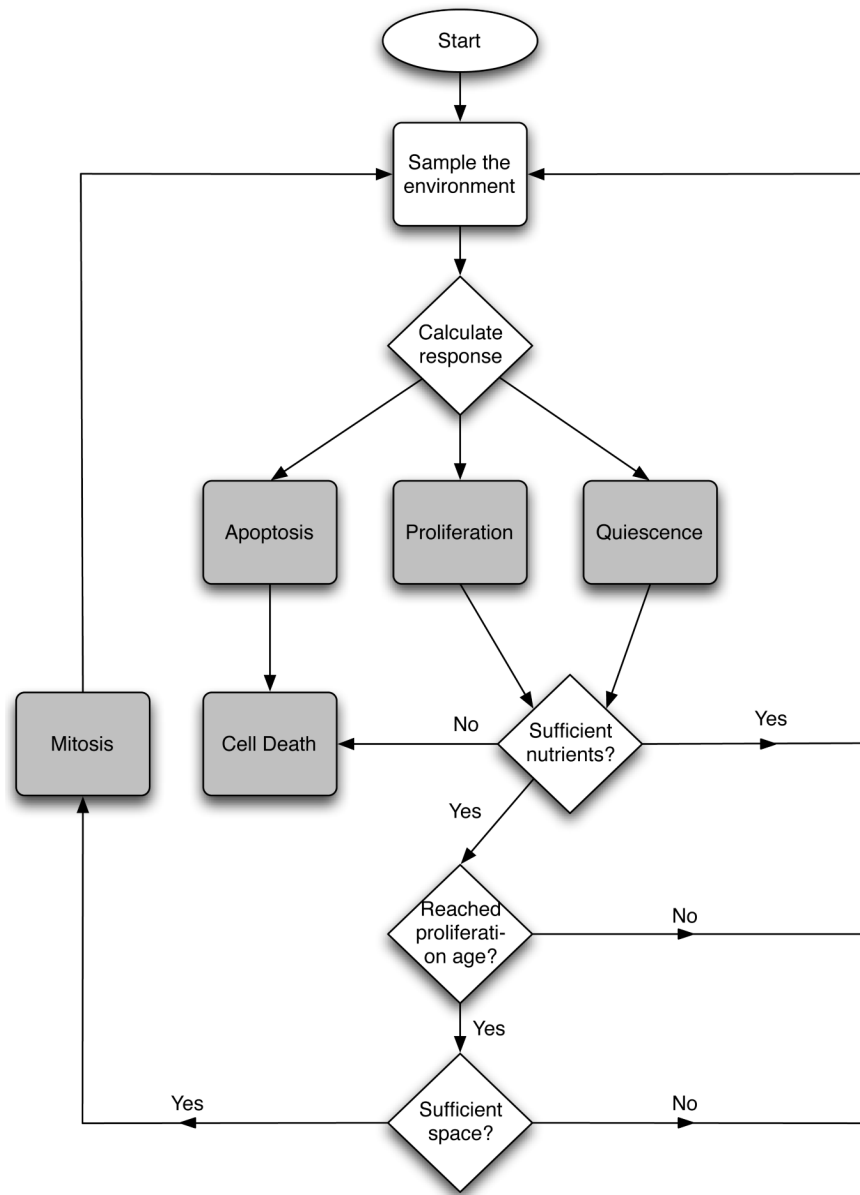 Start
Sample the
environment
Calculate
response
Apoptosis
Proliferation
Quiescence
Mitosis
Cell Death
No
Sufficient
nutrients?
Yes
Yes
Reached
proliferati-
on age?
No
Yes
Yes
Sufficient
space?
No